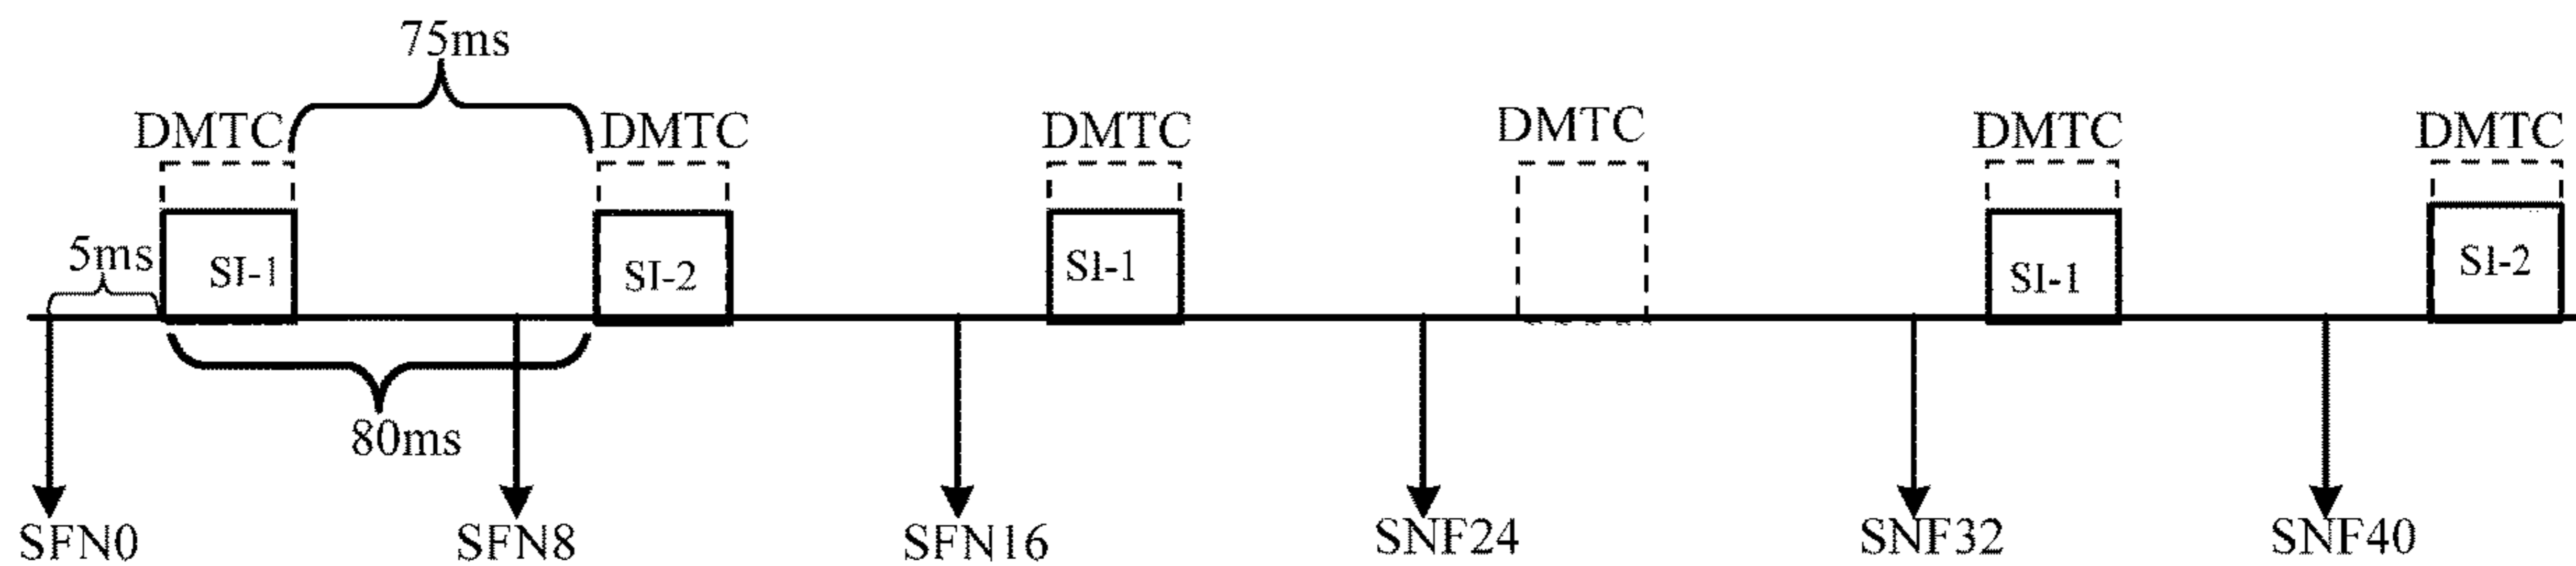 75ms
DMTC DMTC DMTC DMTC DMTC DMTC
5ms SI-1 SI-2 SI-1 SI-1 SI-2
80ms
SFN0 SFN8 SFN16 SNF24 SNF32 SNF40